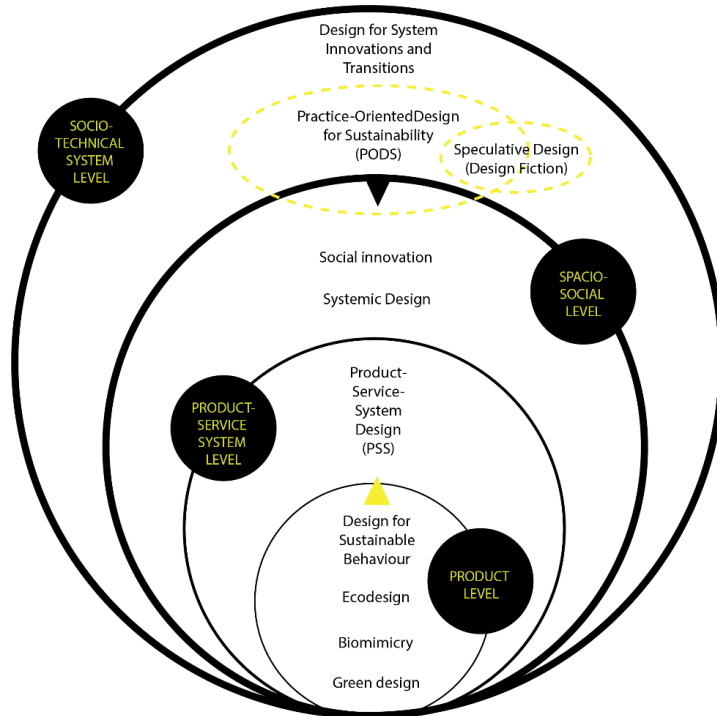 Design for System
Innovations and
Transitions
SOCIO-
TECHNICAL
SYSTEM
LEVEL
Practice-OrientedDesign
for Sustainability
(PODS)
Speculative Design
(Design Fiction)
Social innovation
Systemic Design
SPACIO-
SOCIAL
LEVEL
Product-
Service-
System
Design
(PSS)
PRODUCT-
SERVICE
SYSTEM
LEVEL
Design for
Sustainable
Behaviour
PRODUCT
LEVEL
Ecodesign
Biomimicry
Green design